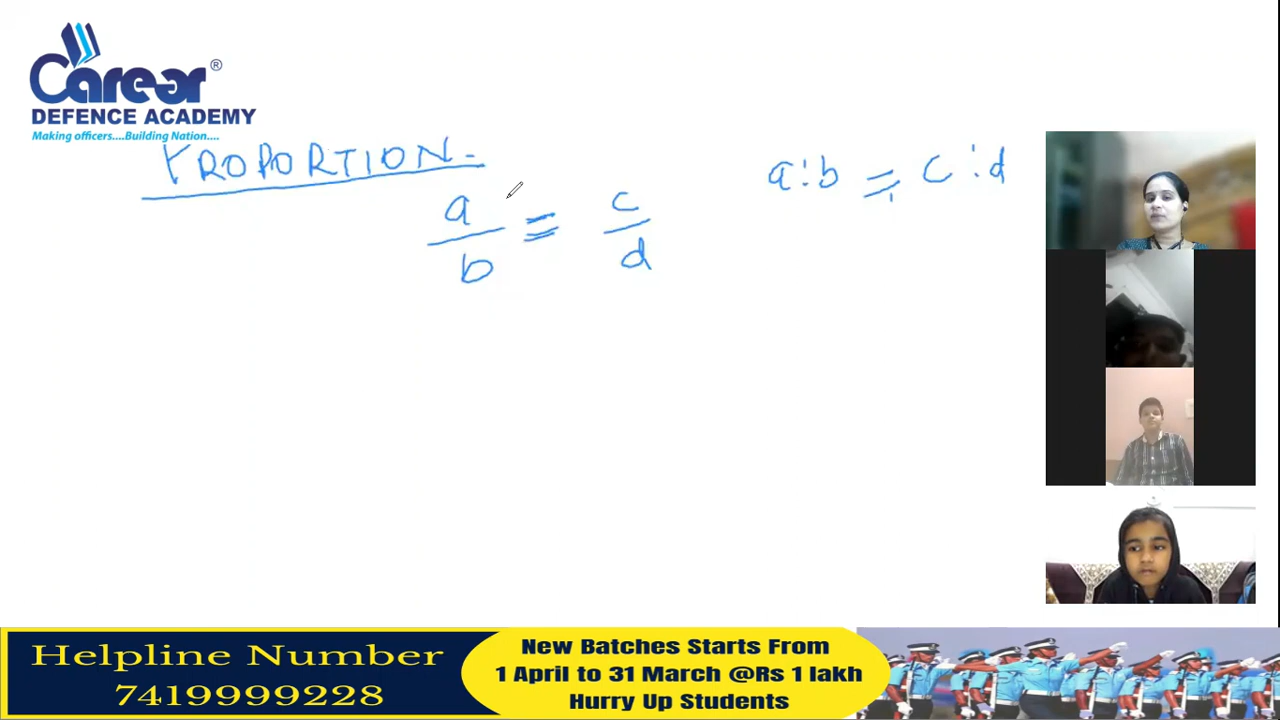 Carear®
DEFENCE ACADEMY
Making officers....Building Nation....
PROPORTION -
a/b = c/d
a:b = c:d
Helpline Number
7419999228
New Batches Starts From
1 April to 31 March @Rs 1 lakh
Hurry Up Students